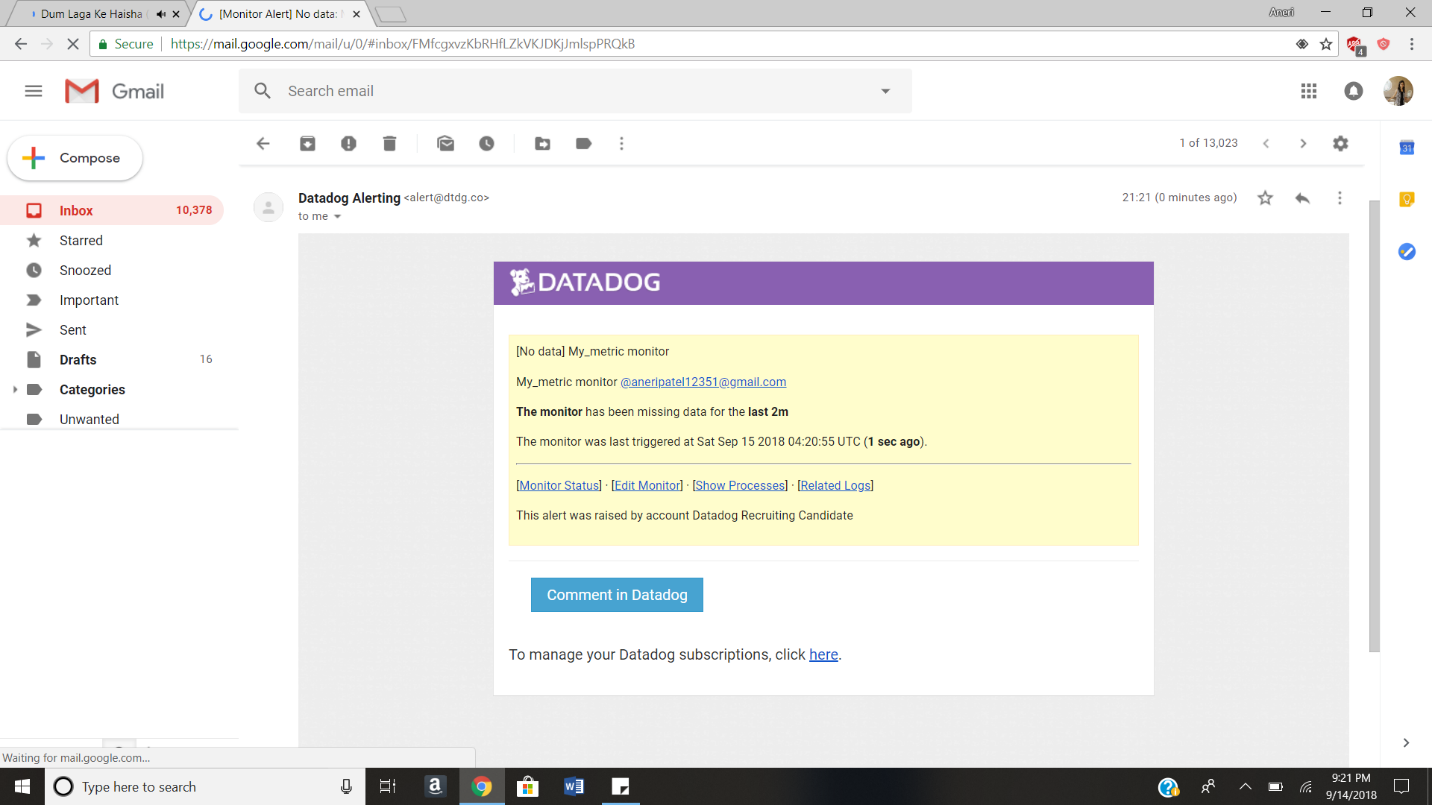 Dum Laga Ke Haisha
[Monitor Alert] No data:
Aneri
Secure
https://mail.google.com/mail/u/0/#inbox/FMfcgxvzKbRHfLZkVKJDKjJmlspPRQkB
4
Gmail
Search email
Compose
1 of 13,023
31
Inbox 10,378
Starred
Snoozed
Important
Sent
Drafts 16
Categories
Unwanted
Datadog Alerting <alert@dtdg.co>
21:21 (0 minutes ago)
to me
DATADOG
[No data] My_metric monitor
My_metric monitor @aneripatel12351@gmail.com
The monitor has been missing data for the last 2m
The monitor was last triggered at Sat Sep 15 2018 04:20:55 UTC (1 sec ago).
[Monitor Status] · [Edit Monitor] · [Show Processes] · [Related Logs]
This alert was raised by account Datadog Recruiting Candidate
Comment in Datadog
To manage your Datadog subscriptions, click here.
Waiting for mail.google.com...
Type here to search
9:21 PM
9/14/2018